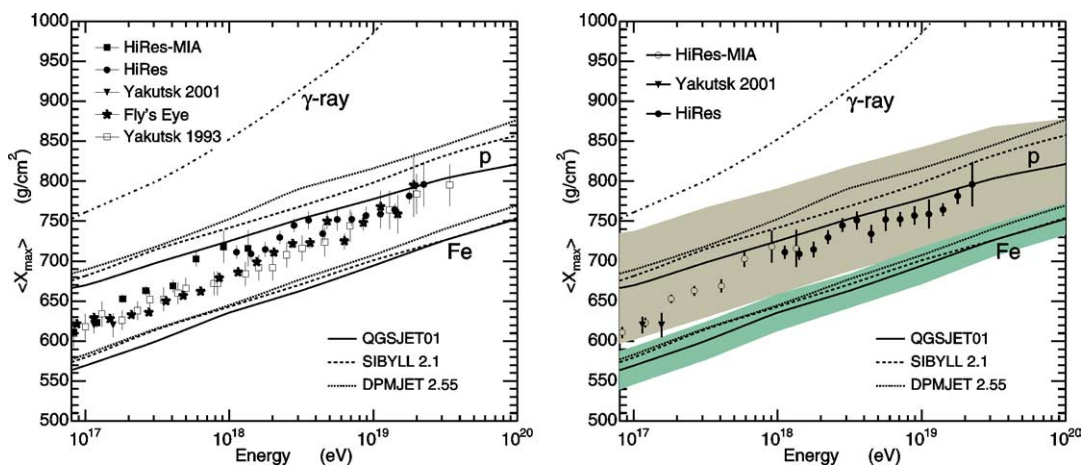 1000
950
900
850
800
750
700
650
600
550
500
<X_max>
(g/cm²)
HiRes-MIA
HiRes
Yakutsk 2001
Fly's Eye
Yakutsk 1993
γ-ray
p
Fe
QGSJET01
SIBYLL 2.1
DPMJET 2.55
10^17
10^18
10^19
10^20
Energy (eV)
1000
950
900
850
800
750
700
650
600
550
500
<X_max>
(g/cm²)
HiRes-MIA
Yakutsk 2001
HiRes
γ-ray
p
Fe
QGSJET01
SIBYLL 2.1
DPMJET 2.55
10^17
10^18
10^19
10^20
Energy (eV)